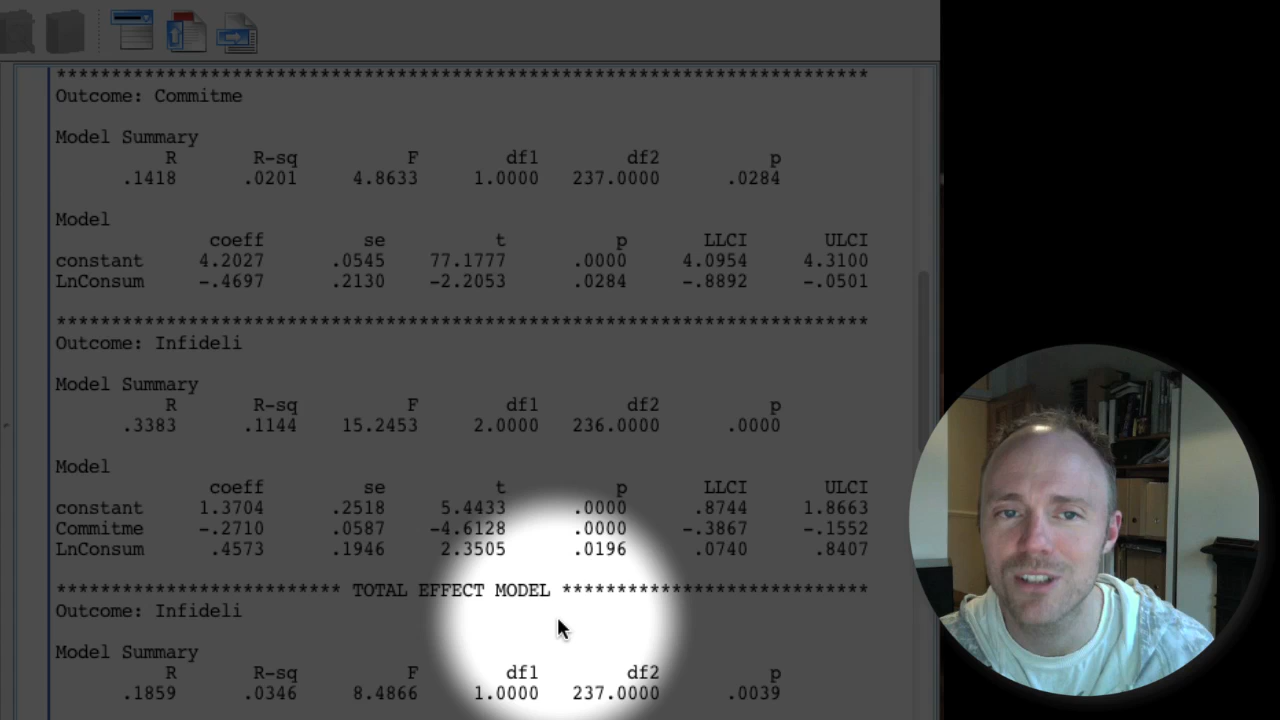 **************************************************************************
Outcome: Commitme
Model Summary
R R-sq F df1 df2 p
.1418 .0201 4.8633 1.0000 237.0000 .0284
Model
coeff se t p LLCI ULCI
constant 4.2027 .0545 77.1777 .0000 4.0954 4.3100
LnConsum -.4697 .2130 -2.2053 .0284 -.8892 -.0501
**************************************************************************
Outcome: Infideli
Model Summary
R R-sq F df1 df2 p
.3383 .1144 15.2453 2.0000 236.0000 .0000
Model
coeff se t p LLCI ULCI
constant 1.3704 .2518 5.4433 .0000 .8744 1.8663
Commitme -.2710 .0587 -4.6128 .0000 -.3867 -.1552
LnConsum .4573 .1946 2.3505 .0196 .0740 .8407
************************** TOTAL EFFECT MODEL ****************************
Outcome: Infideli
Model Summary
R R-sq F df1 df2 p
.1859 .0346 8.4866 1.0000 237.0000 .0039